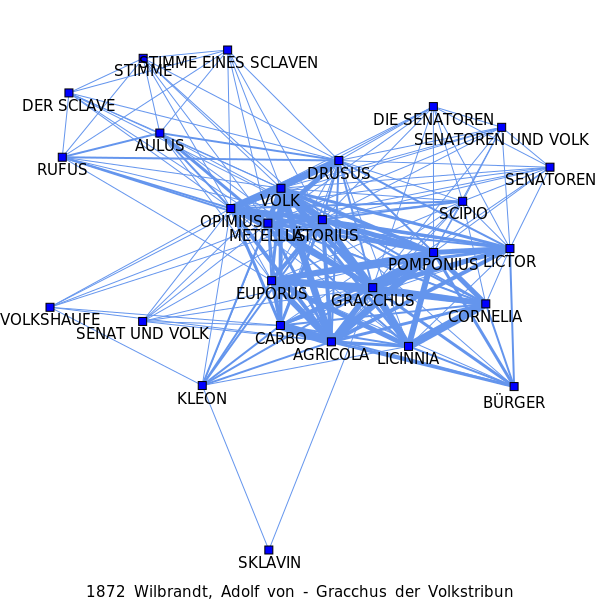 STIMME EINES SCLAVEN
STIMME
DER SCLAVE
DIE SENATOREN
SENATOREN UND VOLK
AULUS
RUFUS
DRUSUS
SENATOREN
VOLK
SCIPIO
OPIMIUS
METELLUS
POMPONIUS
LICTOR
EUPORUS
GRACCHUS
CORNELIA
VOLKSHAUFE
SENAT UND VOLK
CARBO
AGRICOLA
LICINNIA
KLEON
BÜRGER
SKLAVIN
1872 Wilbrandt, Adolf von - Gracchus der Volkstribun